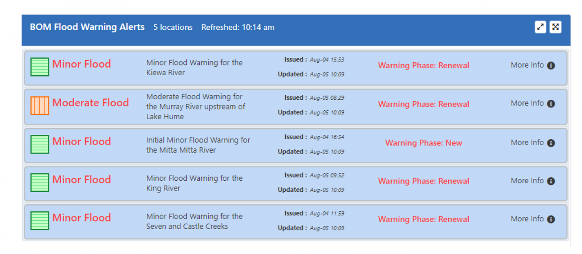 BOM Flood Warning Alerts 5 locations Refreshed: 10:14 am
Minor Flood
Minor Flood Warning for the
Kiewa River
Issued : Aug-04 15:53
Updated : Aug-05 10:09
Warning Phase: Renewal
More Info
Moderate Flood
Moderate Flood Warning for
the Murray River upstream of
Lake Hume
Issued : Aug-05 08:29
Updated : Aug-05 10:09
Warning Phase: Renewal
More Info
Minor Flood
Initial Minor Flood Warning for
the Mitta Mitta River
Issued : Aug-04 16:54
Updated : Aug-05 10:09
Warning Phase: New
More Info
Minor Flood
Minor Flood Warning for the
King River
Issued : Aug-05 09:52
Updated : Aug-05 10:09
Warning Phase: Renewal
More Info
Minor Flood
Minor Flood Warning for the
Seven and Castle Creeks
Issued : Aug-04 11:59
Updated : Aug-05 10:09
Warning Phase: Renewal
More Info